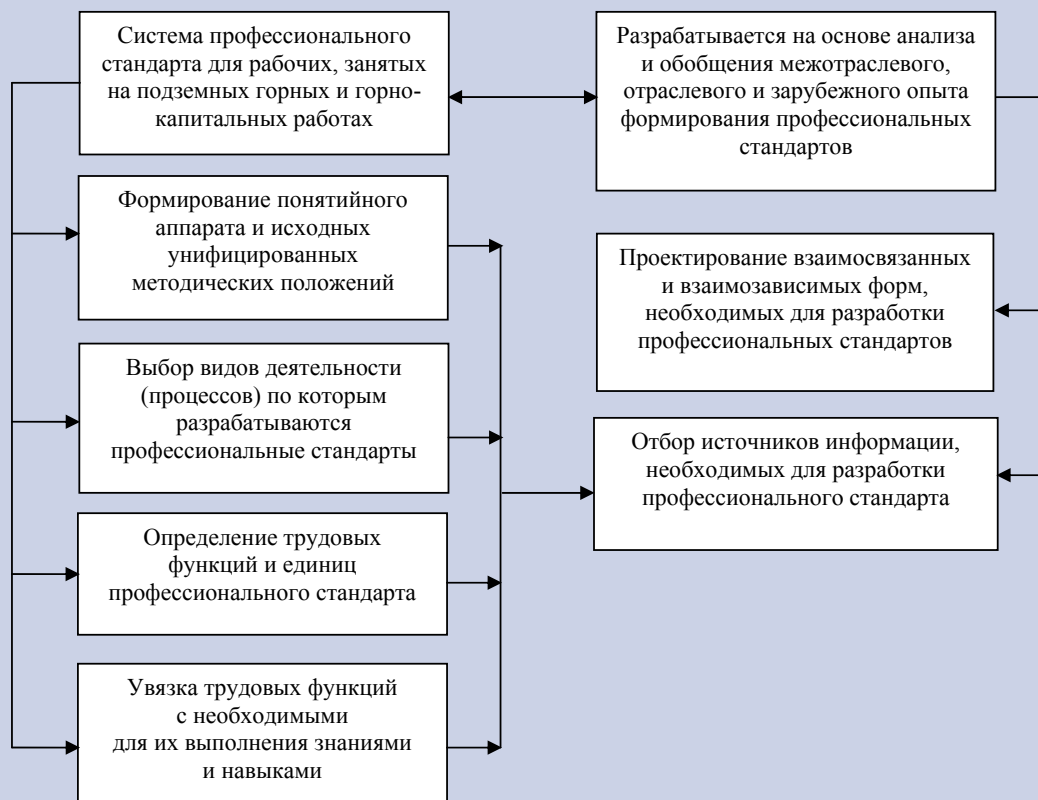 Система профессионального
стандарта для рабочих, занятых
на подземных горных и горно-
капитальных работах
Разрабатывается на основе анализа
и обобщения межотраслевого,
отраслевого и зарубежного опыта
формирования профессиональных
стандартов
Формирование понятийного
аппарата и исходных
унифицированных
методических положений
Проектирование взаимосвязанных
и взаимозависимых форм,
необходимых для разработки
профессиональных стандартов
Выбор видов деятельности
(процессов) по которым
разрабатываются
профессиональные стандарты
Отбор источников информации,
необходимых для разработки
профессионального стандарта
Определение трудовых
функций и единиц
профессионального стандарта
Увязка трудовых функций
с необходимыми
для их выполнения знаниями
и навыками